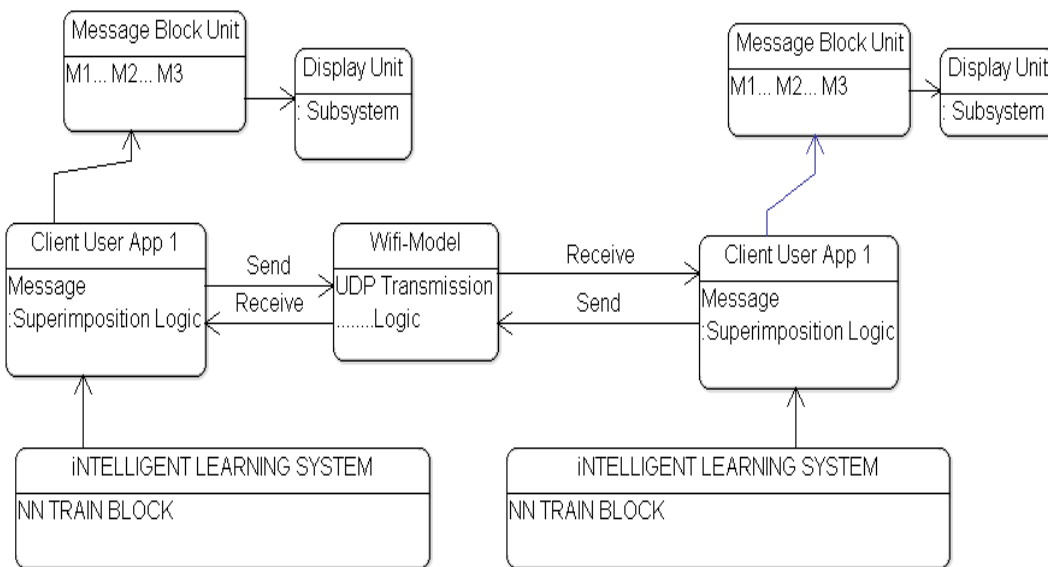 Message Block Unit
M1... M2... M3
Display Unit
: Subsystem
Message Block Unit
M1... M2... M3
Display Unit
: Subsystem
Client User App 1
Message
:Superimposition Logic
Send
Receive
Wifi-Model
UDP Transmission
........Logic
Receive
Send
Client User App 1
Message
:Superimposition Logic
iNTELLIGENT LEARNING SYSTEM
NN TRAIN BLOCK
iNTELLIGENT LEARNING SYSTEM
NN TRAIN BLOCK